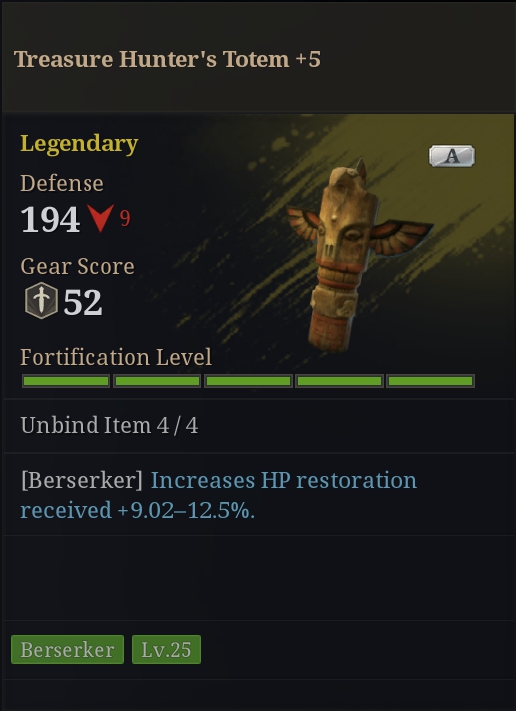 Treasure Hunter's Totem +5
Legendary
A
Defense
194 9
Gear Score
52
Fortification Level
Unbind Item 4 / 4
[Berserker] Increases HP restoration
received +9.02–12.5%.
Berserker Lv.25